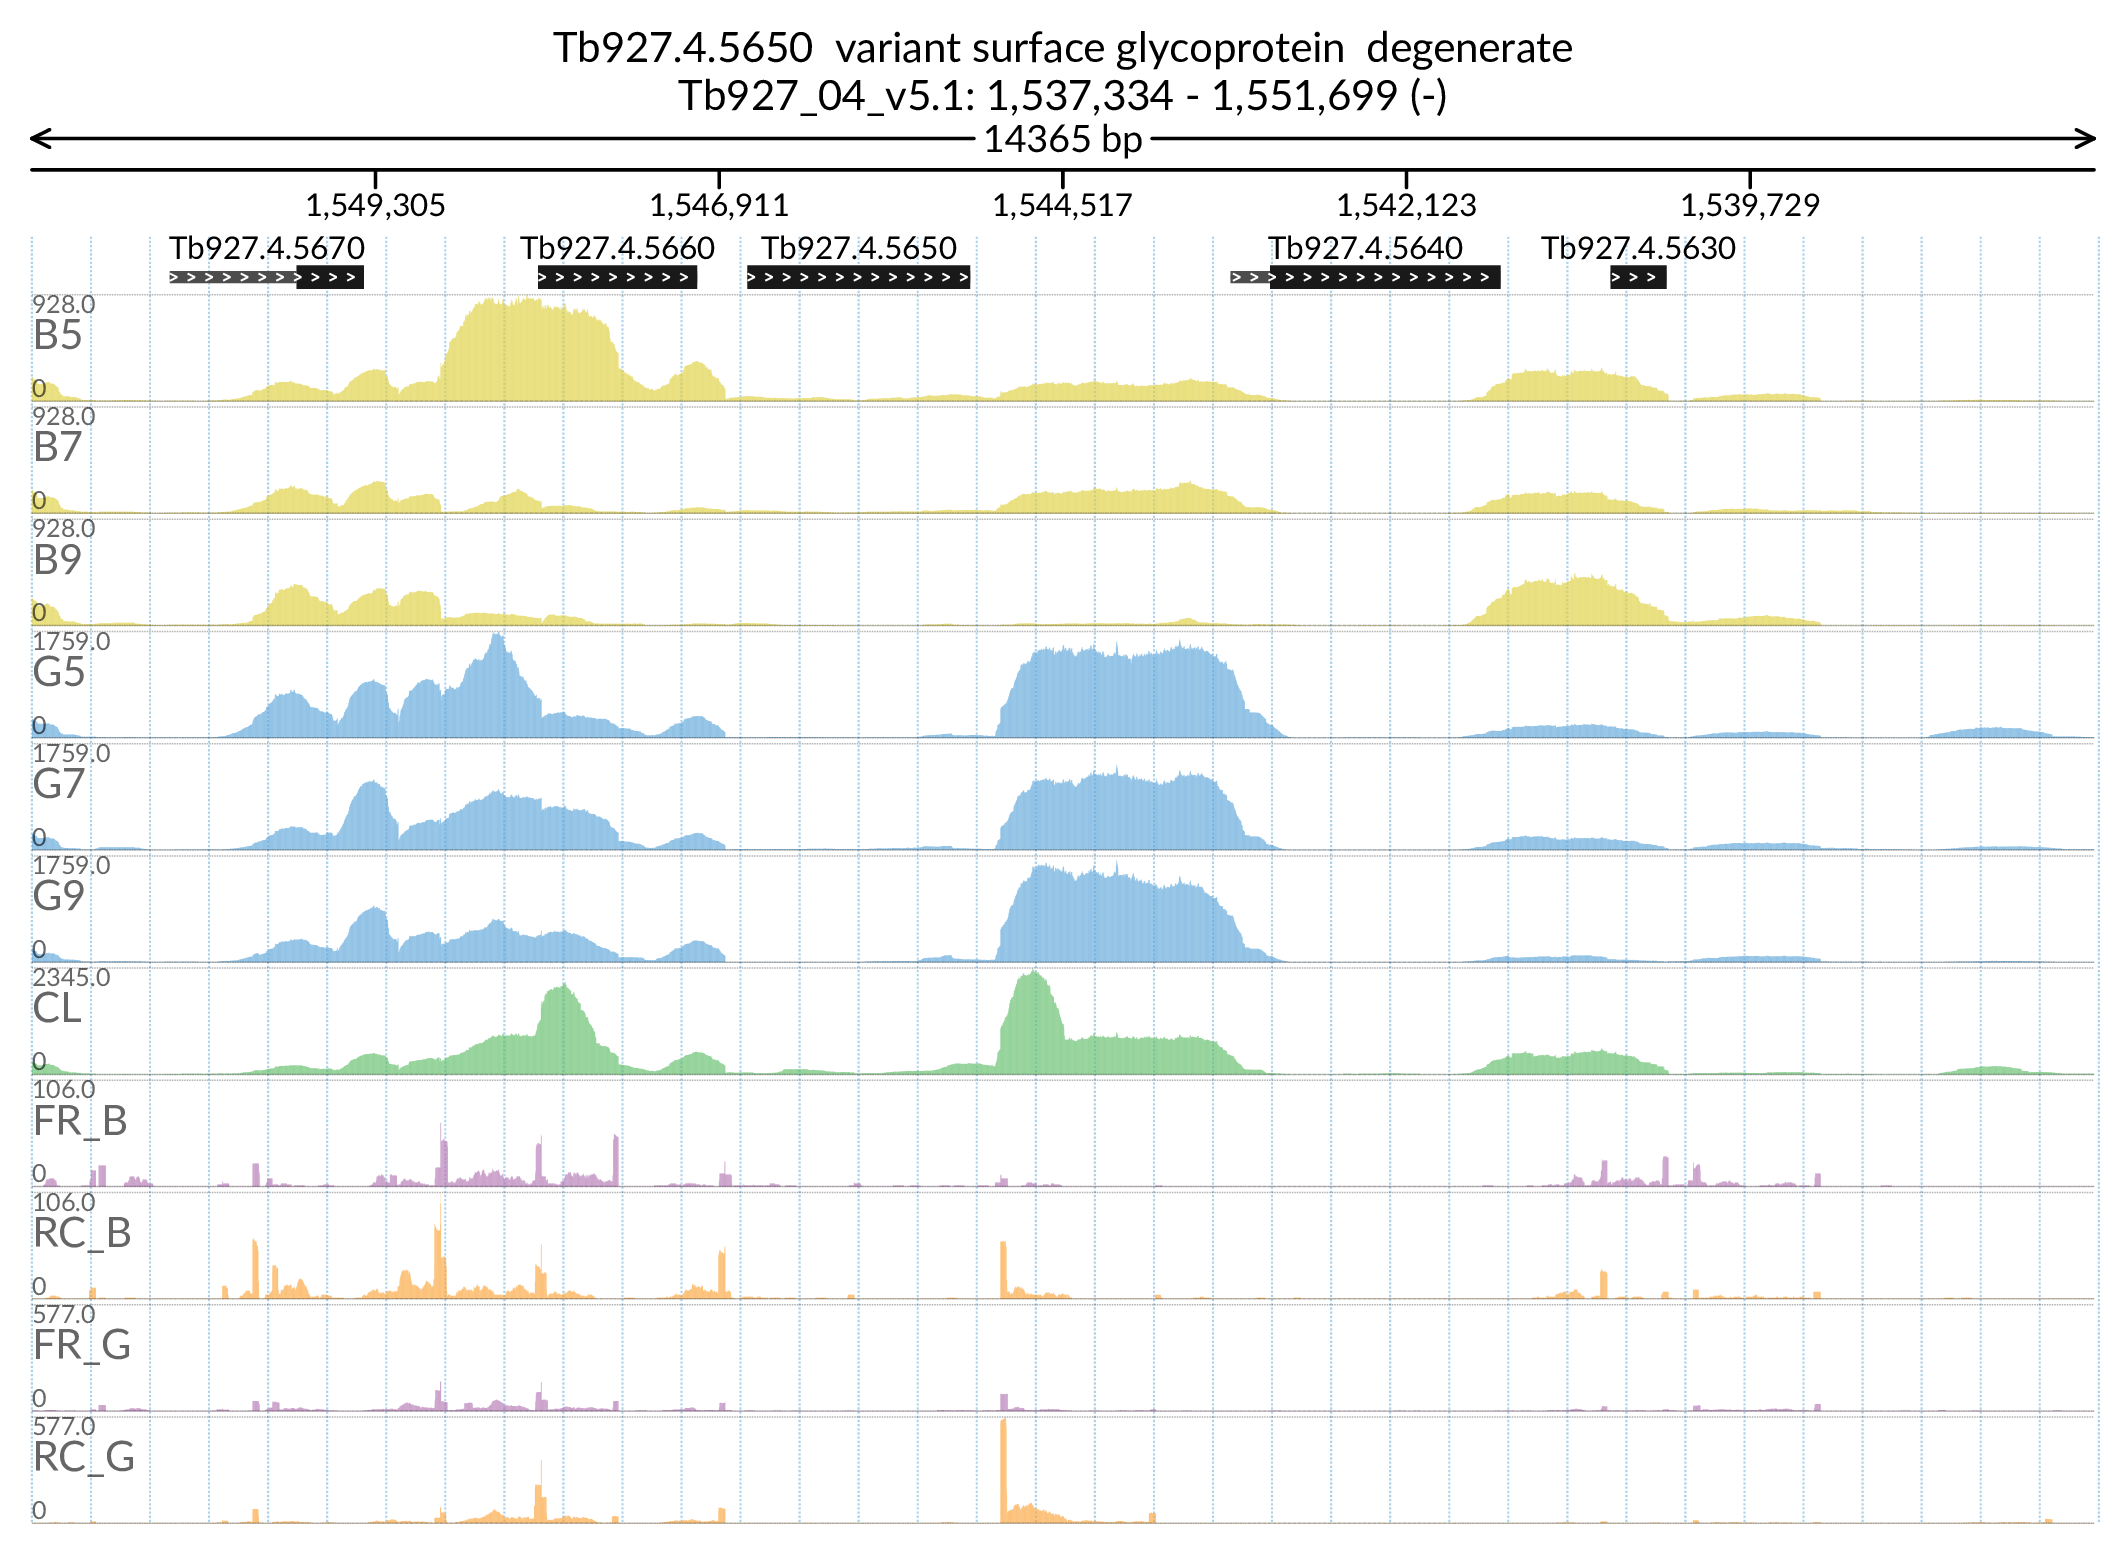 Tb927.4.5650  variant surface glycoprotein  degenerate
Tb927_04_v5.1: 1,537,334 - 1,551,699 (-)
14365 bp
1,549,305 1,546,911 1,544,517 1,542,123 1,539,729
Tb927.4.5670 Tb927.4.5660 Tb927.4.5650 Tb927.4.5640 Tb927.4.5630
928.0
B5
0
928.0
B7
0
928.0
B9
0
1759.0
G5
0
1759.0
G7
0
1759.0
G9
0
2345.0
CL
0
106.0
FR_B
0
106.0
RC_B
0
577.0
FR_G
0
577.0
RC_G
0